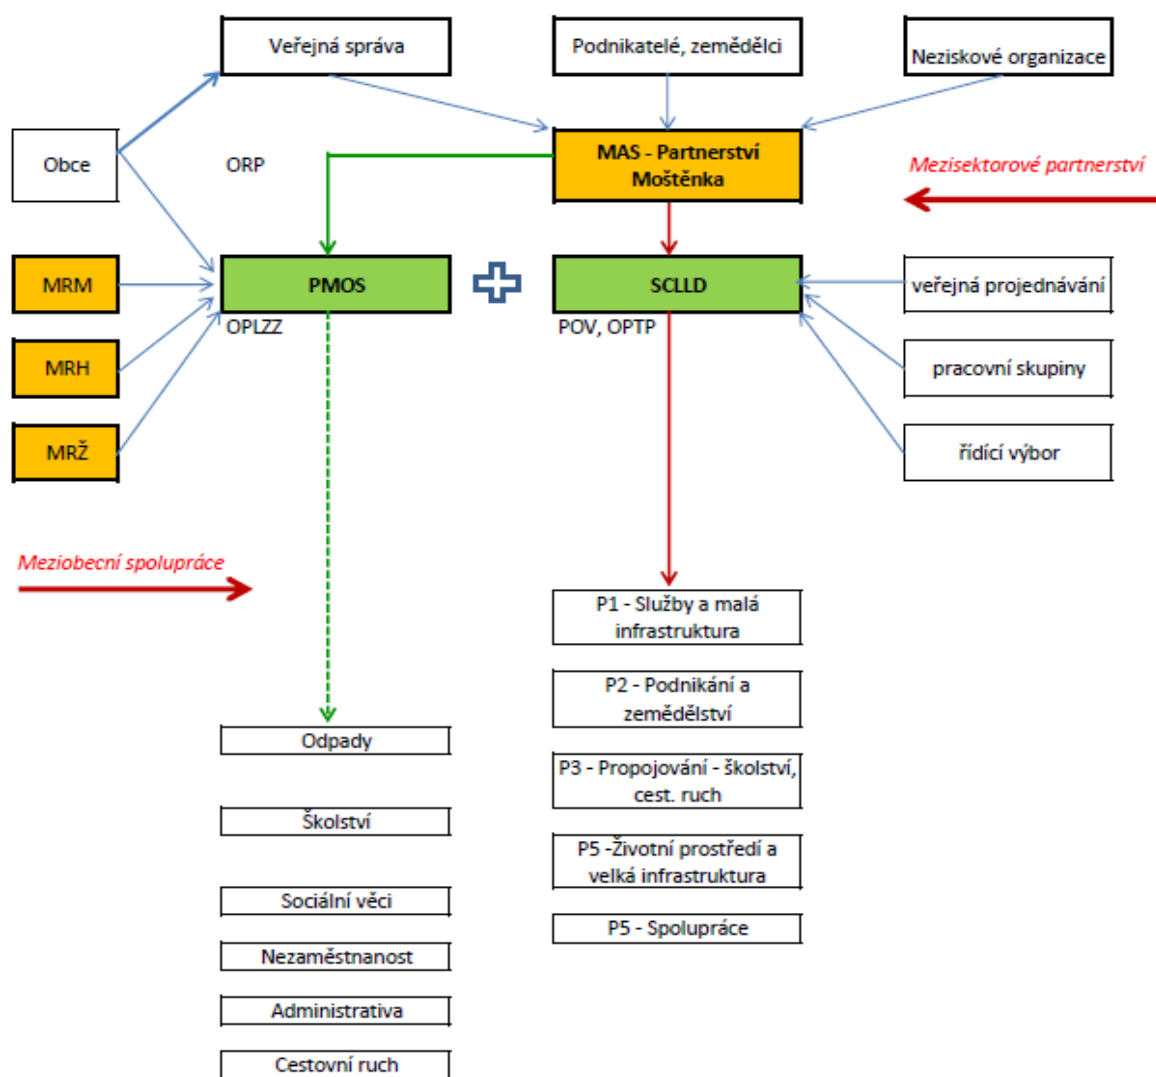 Veřejná správa
Podnikatelé, zemědělci
Neziskové organizace
Obce
ORP
MAS - Partnerství
Moštěnka
Mezisektorové partnerství
MRM
PMOS
SCLLD
veřejná projednávání
OPLZZ
POV, OPTP
MRH
pracovní skupiny
MRŽ
řídící výbor
Meziobecní spolupráce
P1 - Služby a malá
infrastruktura
P2 - Podnikání a
zemědělství
Odpady
P3 - Propojování - školství,
cest. ruch
Školství
P5 -Životní prostředí a
velká infrastruktura
Sociální věci
P5 - Spolupráce
Nezaměstnanost
Administrativa
Cestovní ruch